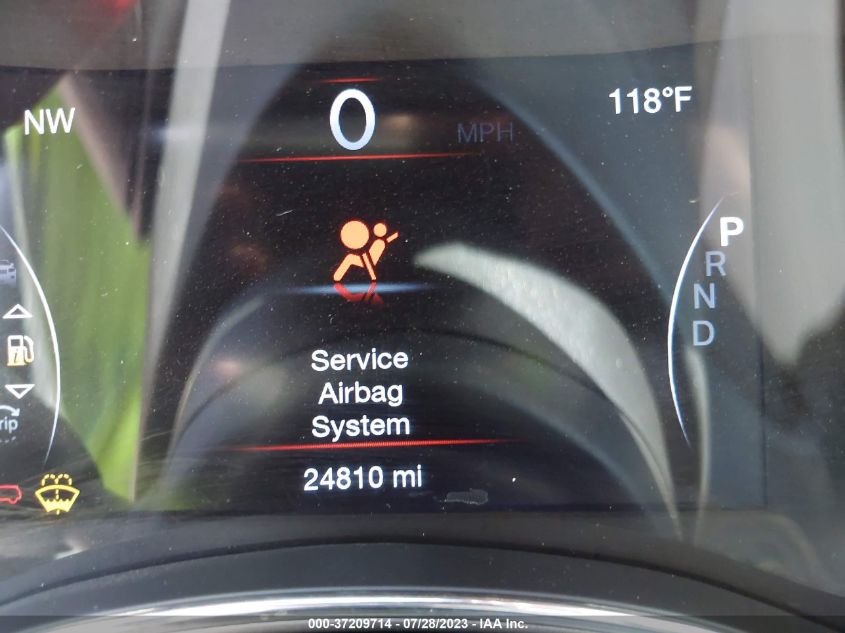 NW
0
MPH
118°F
P
R
N
D
Service
Airbag
System
24810 mi
000-37209714 - 07/28/2023 - IAA Inc.